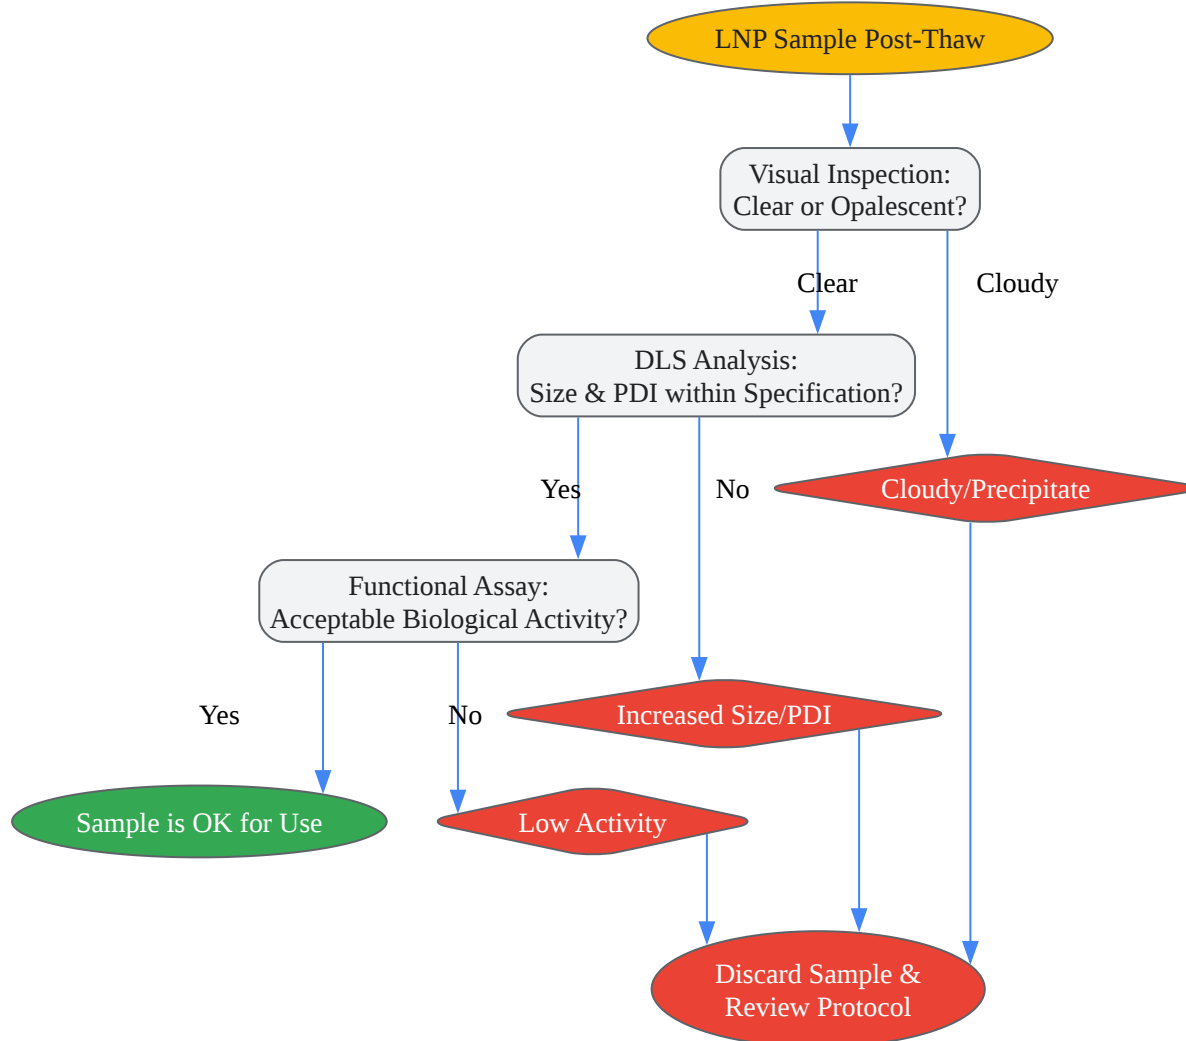 LNP Sample Post-Thaw
Visual Inspection:
Clear or Opalescent?
Clear
Cloudy
DLS Analysis:
Size & PDI within Specification?
Yes
No
Cloudy/Precipitate
Functional Assay:
Acceptable Biological Activity?
Yes
No
Increased Size/PDI
Sample is OK for Use
Low Activity
Discard Sample &
Review Protocol